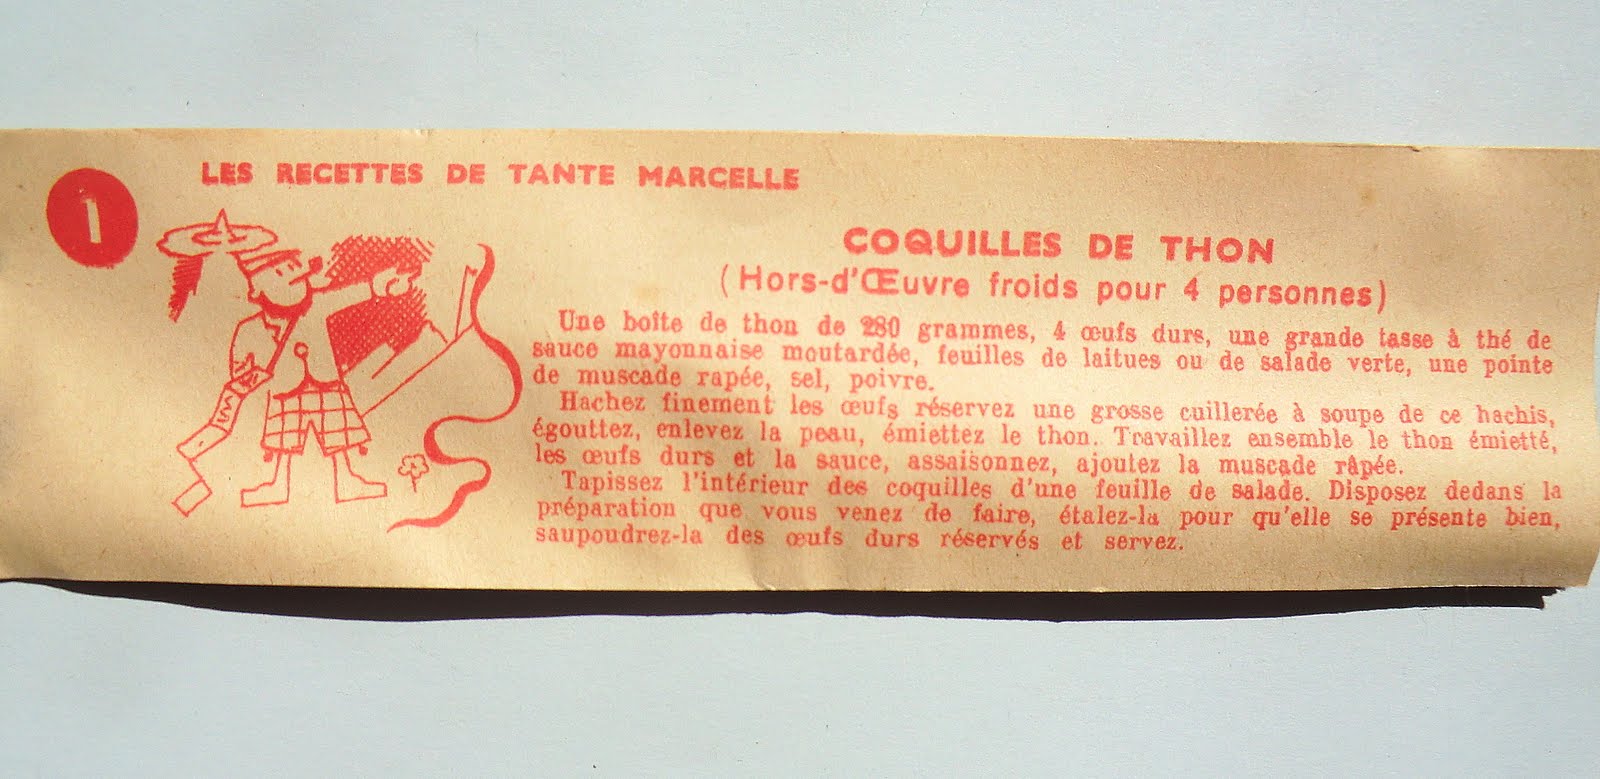 1
LES RECETTES DE TANTE MARCELLE
COQUILLES DE THON
(Hors-d'Œuvre froids pour 4 personnes)
Une boîte de thon de 280 grammes, 4 œufs durs, une grande tasse à thé de
sauce mayonnaise moutardée, feuilles de laitues ou de salade verte, une pointe
de muscade rapée, sel, poivre.
Hachez finement les œufs réservez une grosse cuillerée à soupe de ce hachis,
égouttez, enlevez la peau, émiettez le thon. Travaillez ensemble le thon émietté,
les œufs durs et la sauce, assaisonnez, ajoutez la muscade râpée.
Tapissez l'intérieur des coquilles d'une feuille de salade. Disposez dedans la
préparation que vous venez de faire, étalez-la pour qu'elle se présente bien,
saupoudrez-la des œufs durs réservés et servez.